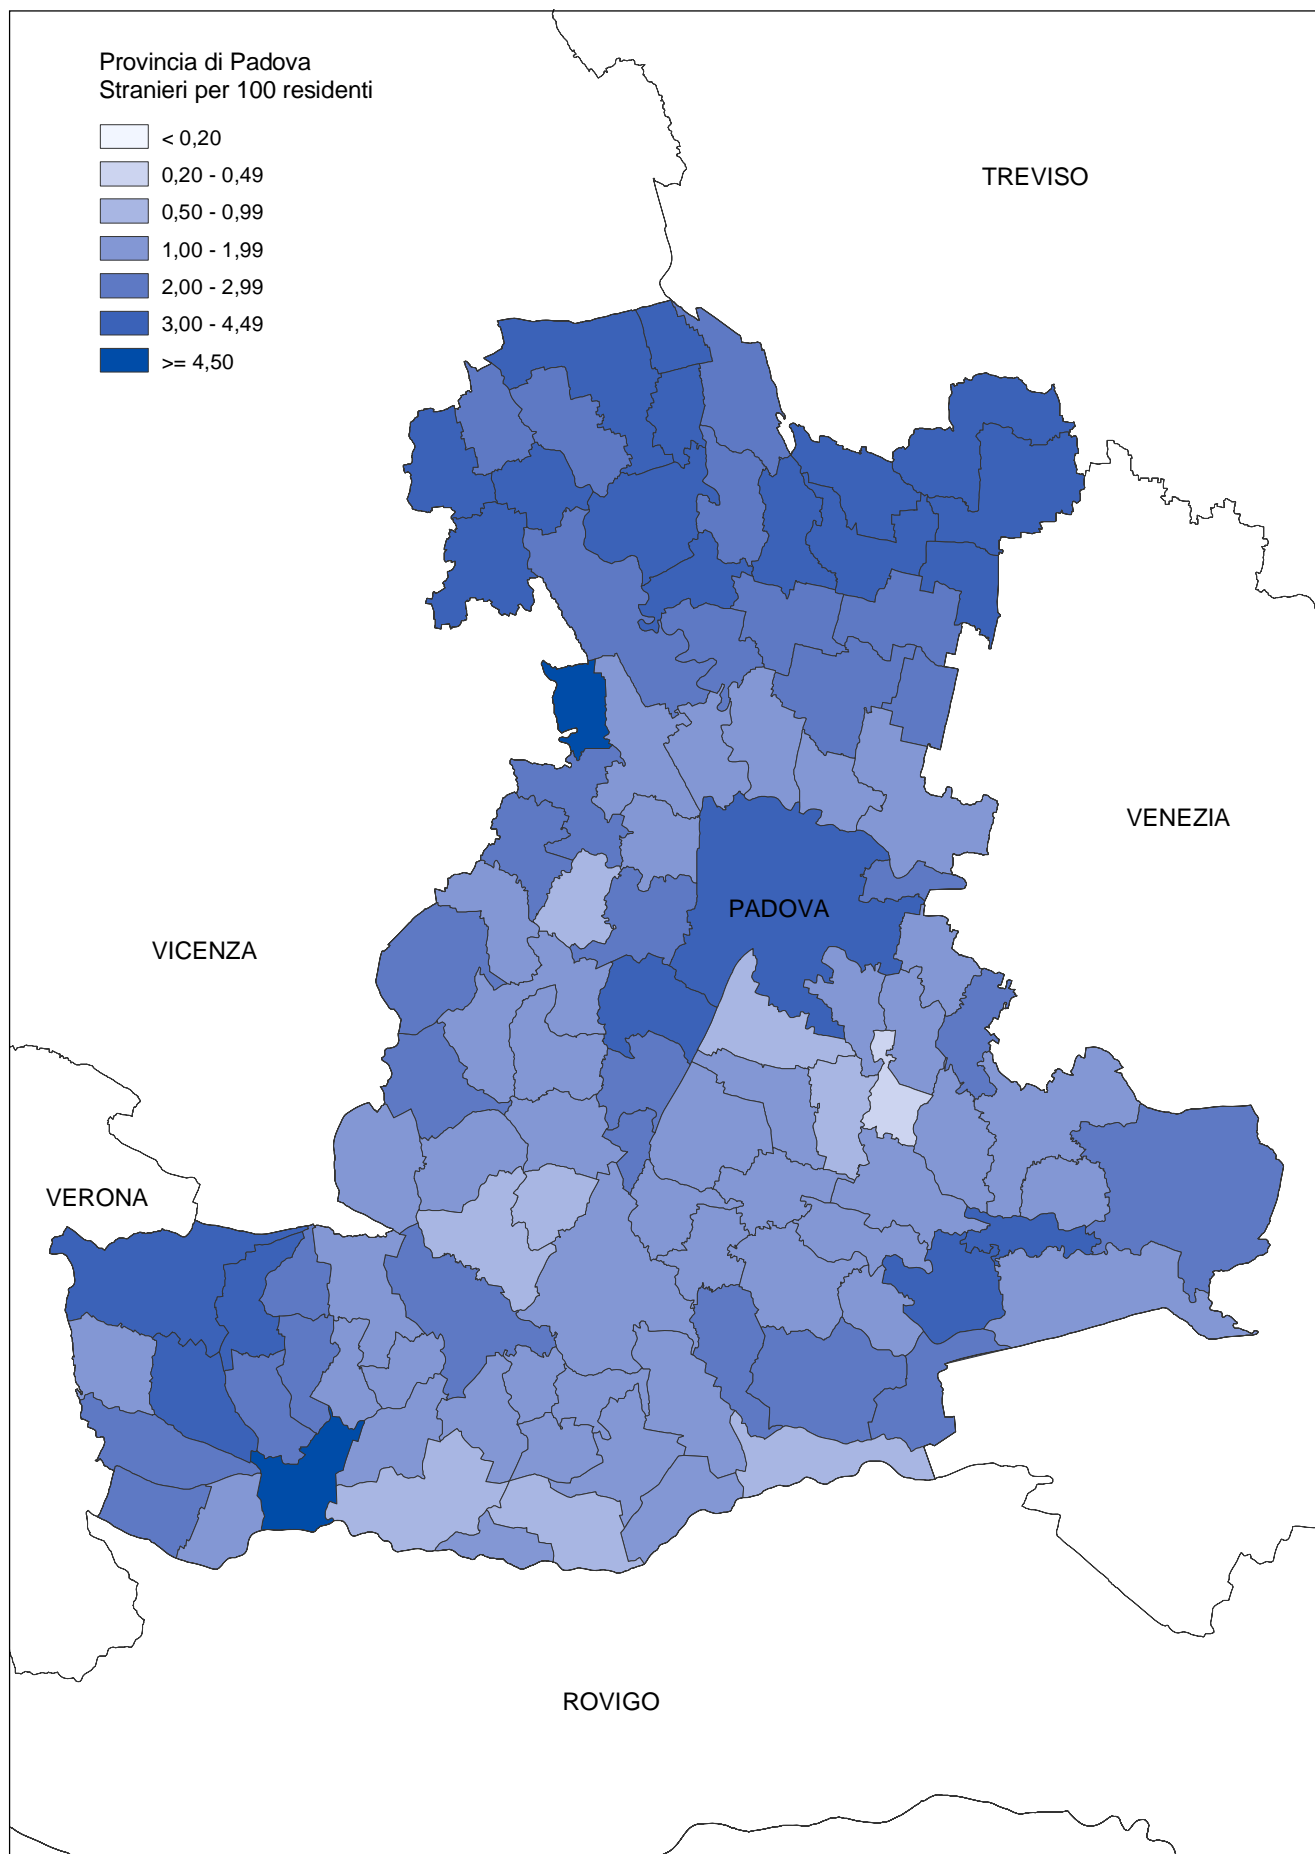 Provincia di Padova
Stranieri per 100 residenti
< 0,20
0,20 - 0,49
0,50 - 0,99
1,00 - 1,99
2,00 - 2,99
3,00 - 4,49
>= 4,50
TREVISO
VENEZIA
PADOVA
VICENZA
VERONA
ROVIGO